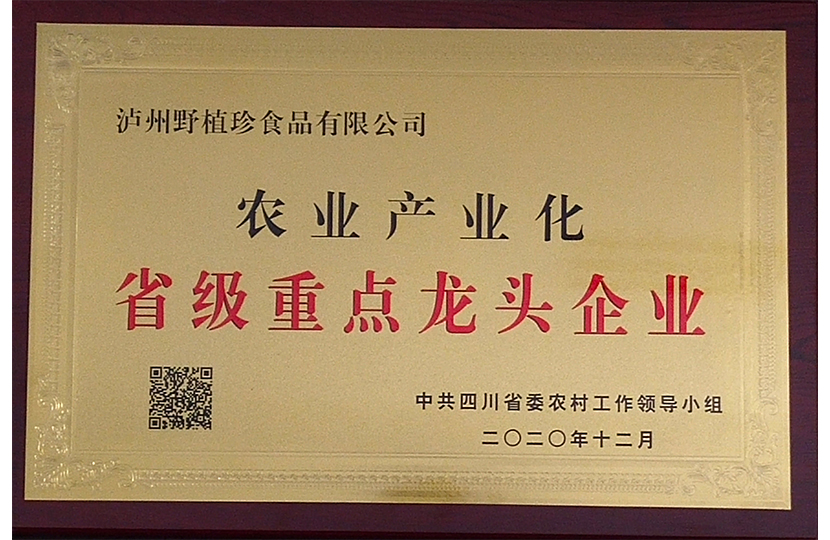 泸州野植珍食品有限公司
农业产业化
省级重点龙头企业
中共四川省委农村工作领导小组
二〇二〇年十二月